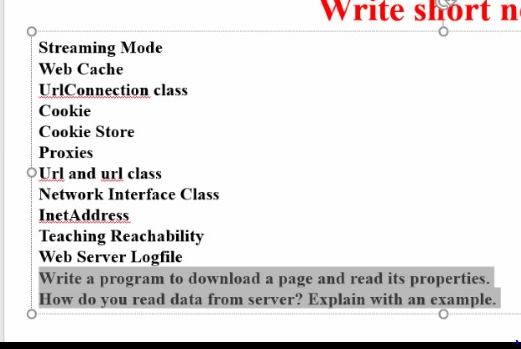 Write short
Streaming Mode
Web Cache
UrlConnection class
Cookie
Cookie Store
Proxies
Url and url class
Network Interface Class
InetAddress
Teaching Reachability
Web Server Logfile
Write a program to download a page and read its properties.
How do you read data from server? Explain with an example.